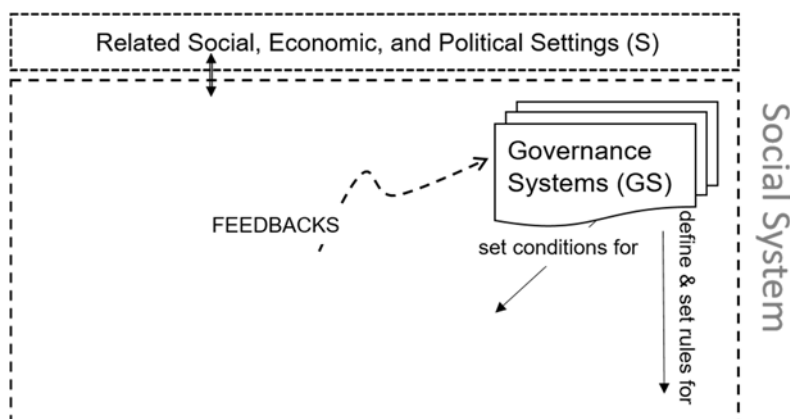 Related Social, Economic, and Political Settings (S)
Governance
Systems (GS)
FEEDBACKS
set conditions for
define & set rules for
Social System